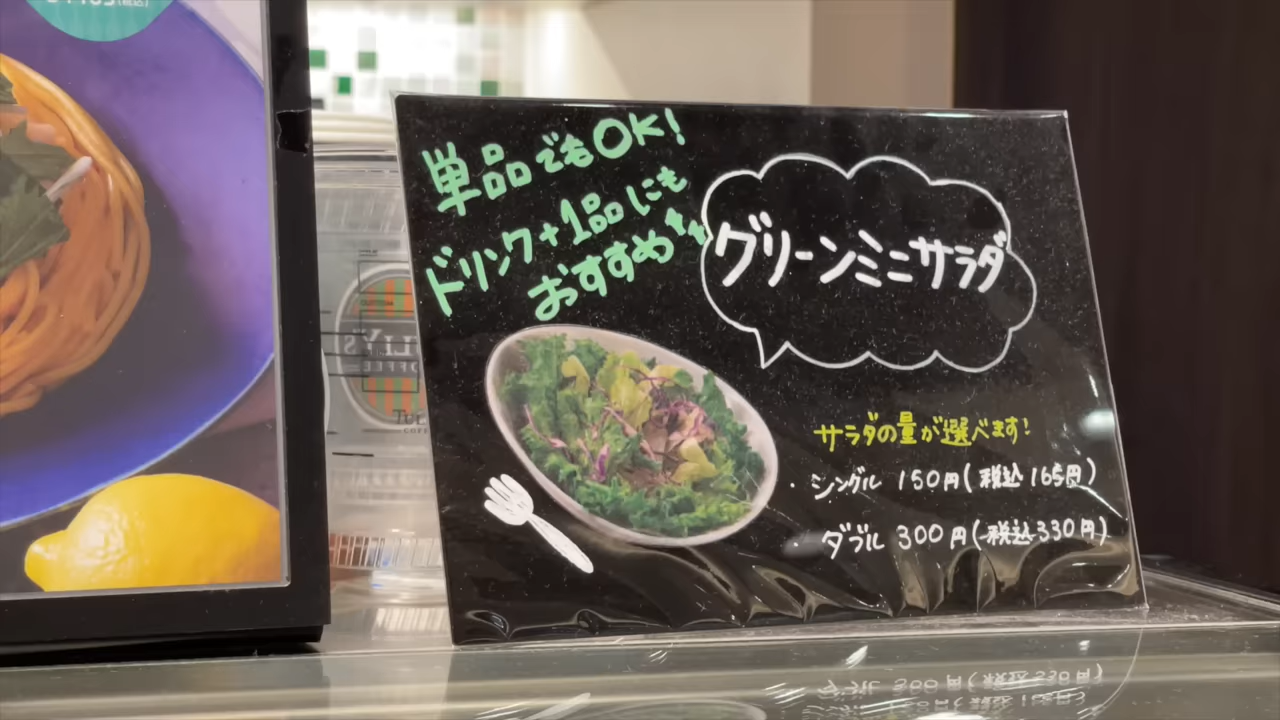 単品でもOK!
ドリンク+1品にも
おすすめ
グリーンミニサラダ
サラダの量が選べます!
・シングル 150円(税込165円)
・ダブル 300円(税込330円)